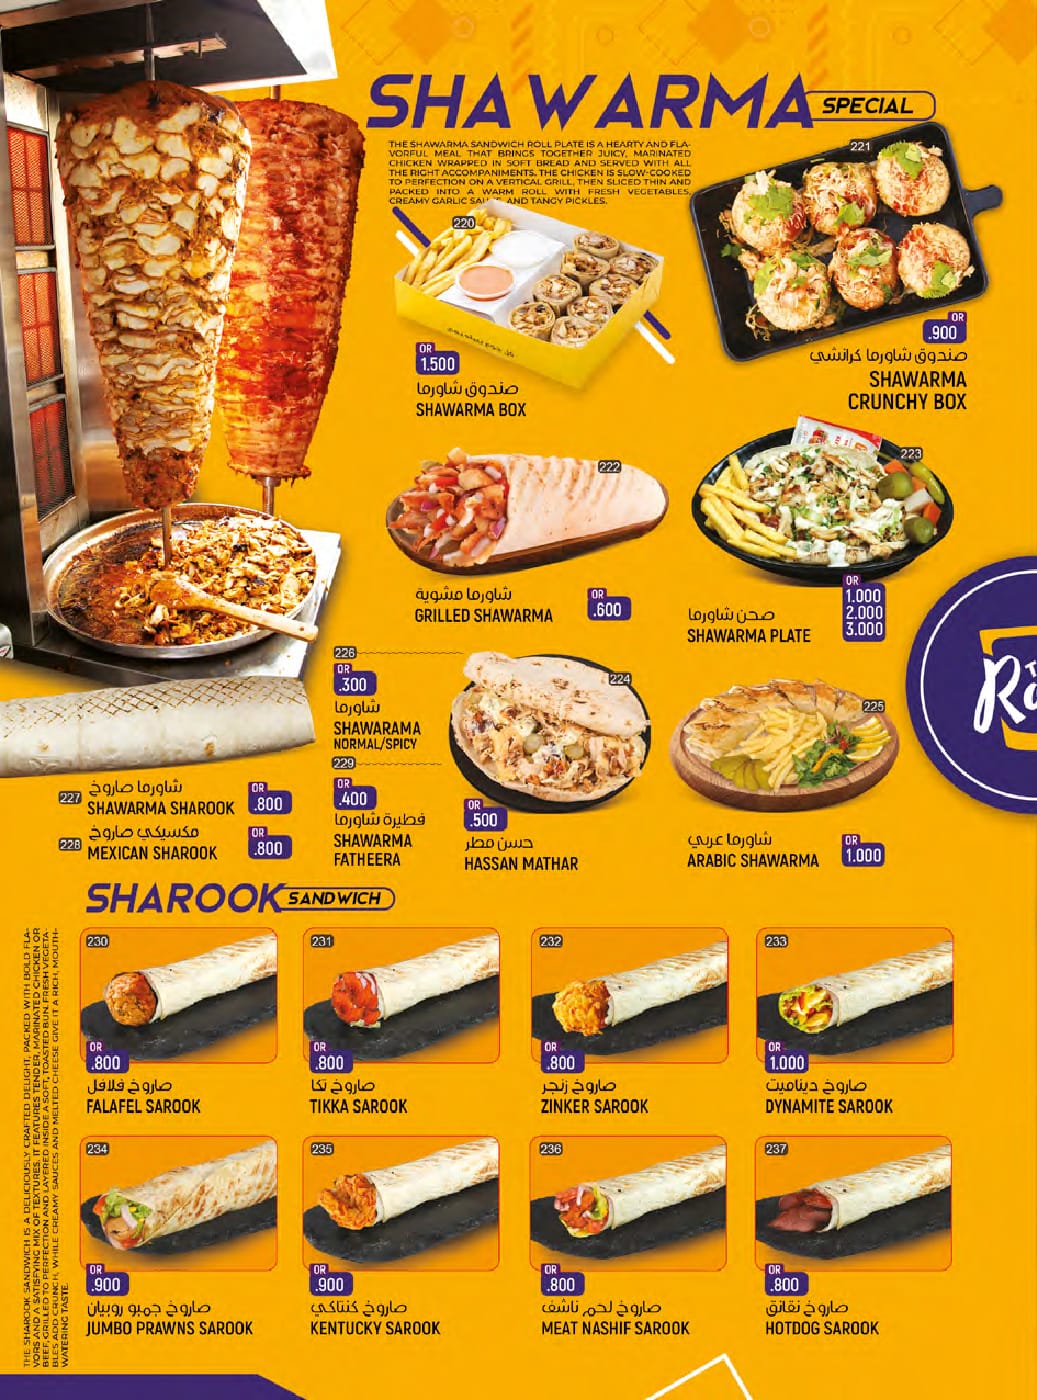 SHAWARMA SPECIAL
THE SHAWARMA SANDWICH ROLL PLATE IS A HEARTY AND FLA-
VORFUL MEAL THAT BRINGS TOGETHER JUICY, MARINATED
CHICKEN WRAPPED IN SOFT BREAD AND SERVED WITH ALL
THE RIGHT ACCOMPANIMENTS. THE CHICKEN IS SLOW-COOKED
TO PERFECTION ON A VERTICAL GRILL, THEN SLICED THIN AND
PACKED INTO A WARM ROLL WITH FRESH VEGETABLES,
CREAMY GARLIC AND TANGY PICKLES.
220
OR
1.500
صندوق شاورما
SHAWARMA BOX
221
OR
.900
صندوق شاورما كرانشي
SHAWARMA
CRUNCHY BOX
222
شاورما مشوية
GRILLED SHAWARMA
OR
.600
223
صحن شاورما
SHAWARMA PLATE
OR
1.000
2.000
3.000
226
OR
.300
شاورما
SHAWARAMA
NORMAL/SPICY
229
OR
.400
فطيرة شاورما
SHAWARMA
FATHEERA
224
OR
.500
حسن مطر
HASSAN MATHAR
225
شاورما عربي
ARABIC SHAWARMA
OR
1.000
227
شاورما صاروخ
SHAWARMA SHAROOK
OR
.800
228
مكسيكي صاروخ
MEXICAN SHAROOK
OR
.800
SHAROOK SANDWICH
THE SHAROOK SANDWICH IS A DELICIOUSLY CRAFTED DELIGHT, PACKED WITH BOLD FLA-
VORS AND A SATISFYING MIX OF TEXTURES. IT FEATURES TENDER, MARINATED CHICKEN OR
BEEF, GRILLED TO PERFECTION AND LAYERED INSIDE A SOFT, TOASTED BUN. FRESH VEGETA-
BLES ADD CRUNCH, WHILE CREAMY SAUCES AND MELTED CHEESE GIVE IT A RICH, MOUTH-
WATERING TASTE.
230
OR
.800
صاروخ فلافل
FALAFEL SAROOK
231
OR
.800
صاروخ تكا
TIKKA SAROOK
232
OR
.800
صاروخ زنجر
ZINKER SAROOK
233
OR
1.000
صاروخ ديناميت
DYNAMITE SAROOK
234
OR
.900
صاروخ جمبو روبيان
JUMBO PRAWNS SAROOK
235
OR
.900
صاروخ كنتاكي
KENTUCKY SAROOK
236
OR
.800
صاروخ لحم ناشف
MEAT NASHIF SAROOK
237
OR
.800
صاروخ نقانق
HOTDOG SAROOK